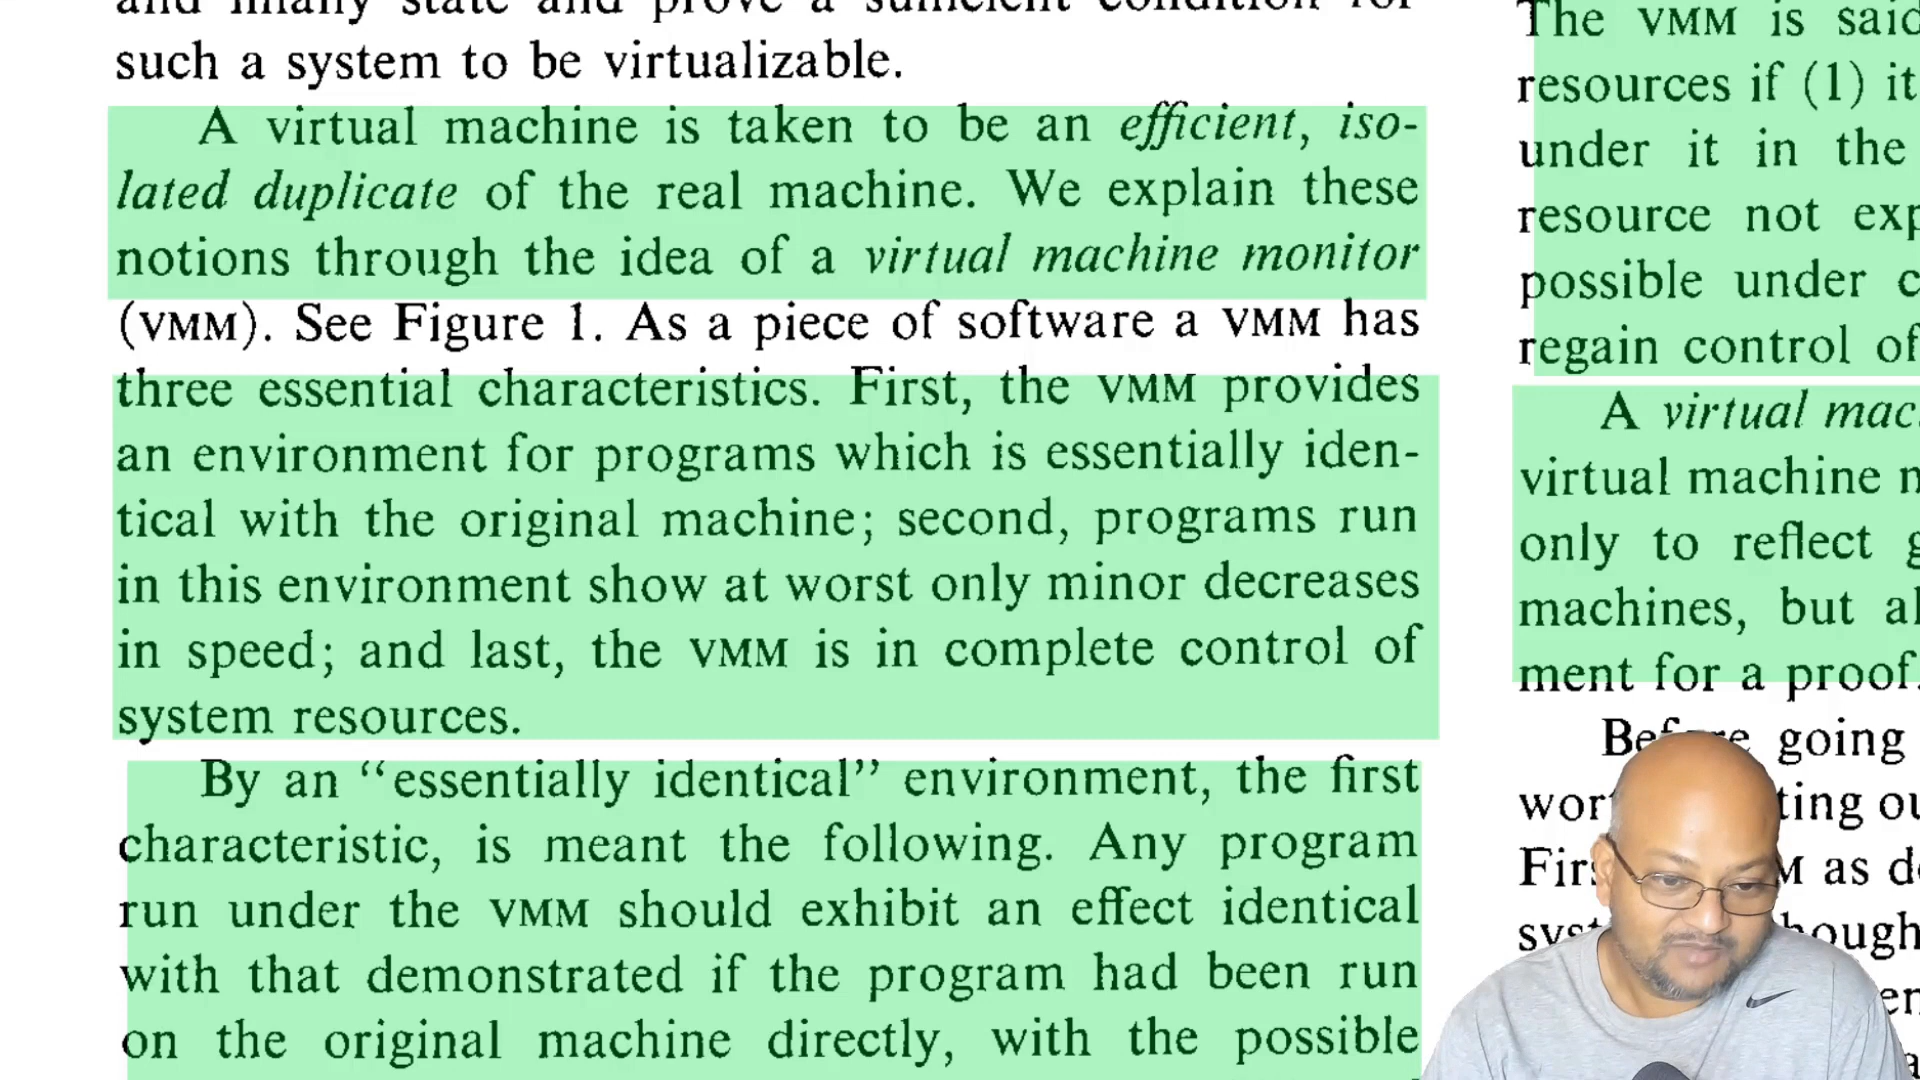 such a system to be virtualizable.
A virtual machine is taken to be an efficient, iso-
lated duplicate of the real machine. We explain these
notions through the idea of a virtual machine monitor
(VMM). See Figure 1. As a piece of software a VMM has
three essential characteristics. First, the VMM provides
an environment for programs which is essentially iden-
tical with the original machine; second, programs run
in this environment show at worst only minor decreases
in speed; and last, the VMM is in complete control of
system resources.
By an “essentially identical” environment, the first
characteristic, is meant the following. Any program
run under the VMM should exhibit an effect identical
with that demonstrated if the program had been run
on the original machine directly, with the possible
The VMM is said
resources if (1) it
under it in the
resource not
possible under
regain control of
A virtual
virtual machine
only to reflect
machines, but
ment for a proof.
going
as